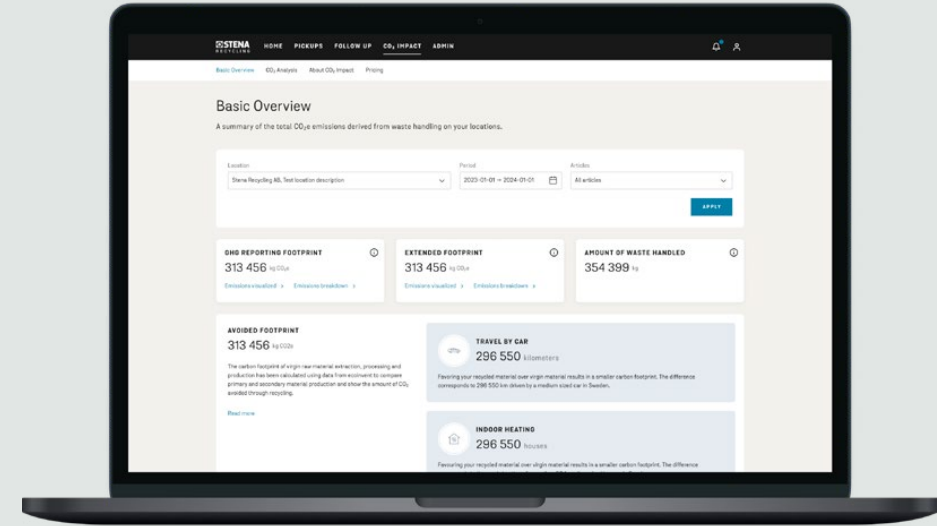 STENA
RECYCLING
HOME PICKUPS FOLLOW UP CO₂ IMPACT ADMIN
Basic Overview CO₂ Analysis About CO₂ Impact Pricing
Basic Overview
A summary of the total CO₂e emissions derived from waste handling on your locations.
Location Period Articles
Stena Recycling AB, Test location description 2023-01-01 – 2024-01-01 All articles
APPLY
GHG REPORTING FOOTPRINT EXTENDED FOOTPRINT AMOUNT OF WASTE HANDLED
313 456 kg CO₂e 313 456 kg CO₂e 354 399 kg
Emissions visualized Emissions breakdown Emissions visualized Emissions breakdown
AVOIDED FOOTPRINT
313 456 kg CO₂e
The carbon footprint of virgin raw material extraction, processing and
production has been calculated using data from ecoinvent to compare
primary and secondary material production and show the amount of CO₂
avoided through recycling.
Read more
TRAVEL BY CAR
296 550 kilometers
Favoring your recycled material over virgin material results in a smaller carbon footprint. The difference
corresponds to 296 550 km driven by a medium sized car in Sweden.
INDOOR HEATING
296 550 houses
Favouring your recycled material over virgin material results in a smaller carbon footprint. The difference